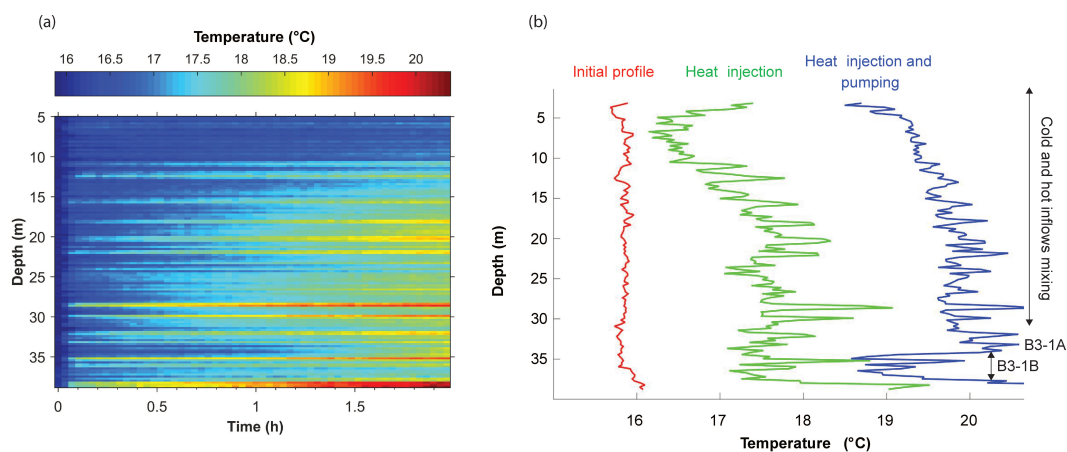 (a)
Temperature (°C)
16 16.5 17 17.5 18 18.5 19 19.5 20
5
10
15
20
25
30
35
Depth (m)
0 0.5 1 1.5
Time (h)
(b)
Initial profile
Heat injection
Heat injection and
pumping
5
10
15
20
25
30
35
Depth (m)
16 17 18 19 20
Temperature (°C)
Cold and hot inflows mixing
B3-1A
B3-1B